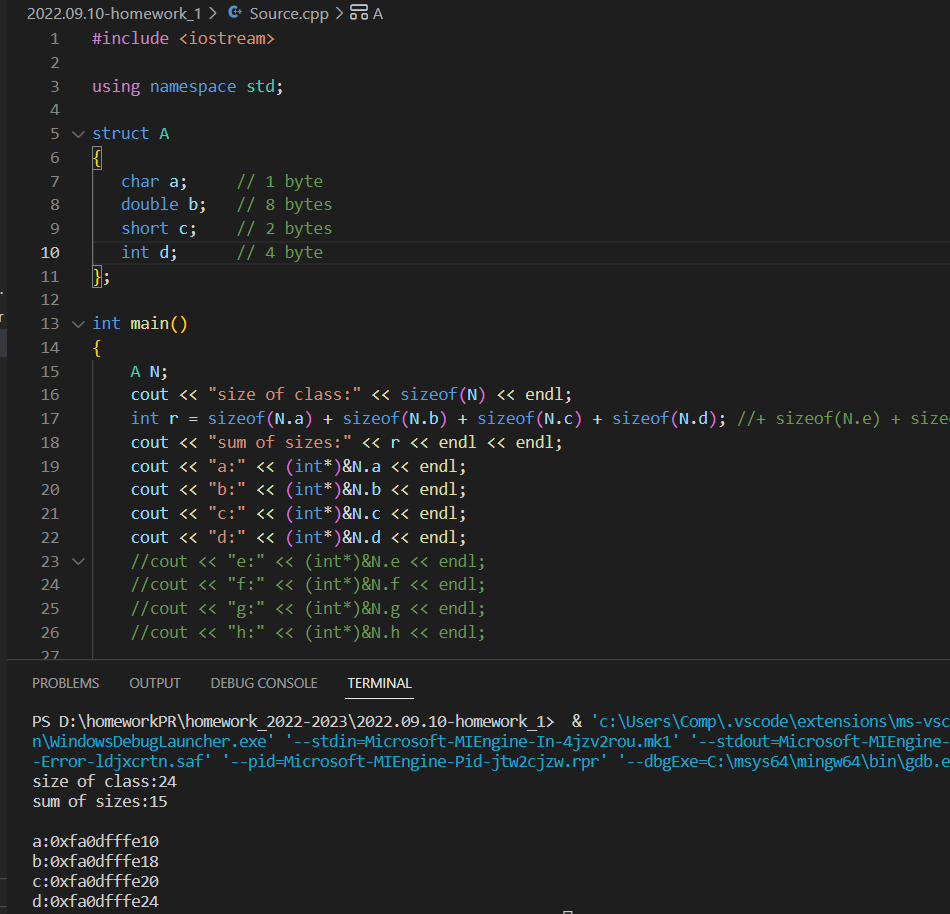 2022.09.10-homework_1 > Source.cpp > A
1 #include <iostream>
2
3 using namespace std;
4
5 struct A
6 {
7 char a; // 1 byte
8 double b; // 8 bytes
9 short c; // 2 bytes
10 int d; // 4 byte
11 };
12
13 int main()
14 {
15 A N;
16 cout << "size of class:" << sizeof(N) << endl;
17 int r = sizeof(N.a) + sizeof(N.b) + sizeof(N.c) + sizeof(N.d); //+ sizeof(N.e) + size
18 cout << "sum of sizes:" << r << endl << endl;
19 cout << "a:" << (int*)&N.a << endl;
20 cout << "b:" << (int*)&N.b << endl;
21 cout << "c:" << (int*)&N.c << endl;
22 cout << "d:" << (int*)&N.d << endl;
23 //cout << "e:" << (int*)&N.e << endl;
24 //cout << "f:" << (int*)&N.f << endl;
25 //cout << "g:" << (int*)&N.g << endl;
26 //cout << "h:" << (int*)&N.h << endl;
27
PROBLEMS OUTPUT DEBUG CONSOLE TERMINAL
PS D:\homeworkPR\homework_2022-2023\2022.09.10-homework_1> & 'c:\Users\Comp\.vscode\extensions\ms-vsc
n\WindowsDebugLauncher.exe' '--stdin=Microsoft-MIEngine-In-4jzv2rou.mk1' '--stdout=Microsoft-MIEngine-
-Error-ldjxcrtn.saf' '--pid=Microsoft-MIEngine-Pid-jtw2cjzw.rpr' '--dbgExe=C:\msys64\mingw64\bin\gdb.e
size of class:24
sum of sizes:15

a:0xfa0dfffe10
b:0xfa0dfffe18
c:0xfa0dfffe20
d:0xfa0dfffe24